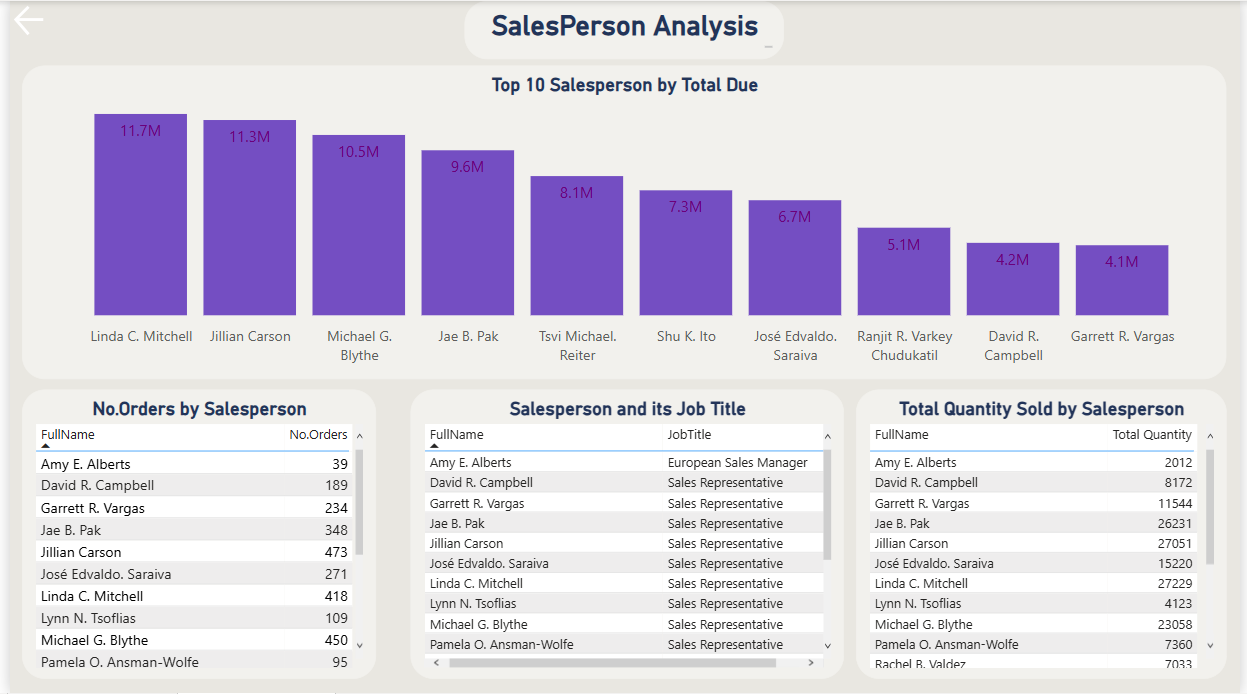 SalesPerson Analysis
Top 10 Salesperson by Total Due
11.7M
11.3M
10.5M
9.6M
8.1M
7.3M
6.7M
5.1M
4.2M
4.1M
Linda C. Mitchell
Jillian Carson
Michael G.
Blythe
Jae B. Pak
Tsvi Michael.
Reiter
Shu K. Ito
José Edvaldo.
Saraiva
Ranjit R. Varkey
Chudukatil
David R.
Campbell
Garrett R. Vargas
No.Orders by Salesperson
FullName No.Orders
Amy E. Alberts 39
David R. Campbell 189
Garrett R. Vargas 234
Jae B. Pak 348
Jillian Carson 473
José Edvaldo. Saraiva 271
Linda C. Mitchell 418
Lynn N. Tsoflias 109
Michael G. Blythe 450
Pamela O. Ansman-Wolfe 95
Salesperson and its Job Title
FullName JobTitle
Amy E. Alberts European Sales Manager
David R. Campbell Sales Representative
Garrett R. Vargas Sales Representative
Jae B. Pak Sales Representative
Jillian Carson Sales Representative
José Edvaldo. Saraiva Sales Representative
Linda C. Mitchell Sales Representative
Lynn N. Tsoflias Sales Representative
Michael G. Blythe Sales Representative
Pamela O. Ansman-Wolfe Sales Representative
Total Quantity Sold by Salesperson
FullName Total Quantity
Amy E. Alberts 2012
David R. Campbell 8172
Garrett R. Vargas 11544
Jae B. Pak 26231
Jillian Carson 27051
José Edvaldo. Saraiva 15220
Linda C. Mitchell 27229
Lynn N. Tsoflias 4123
Michael G. Blythe 23058
Pamela O. Ansman-Wolfe 7360
Rachel B. Valdez 7033